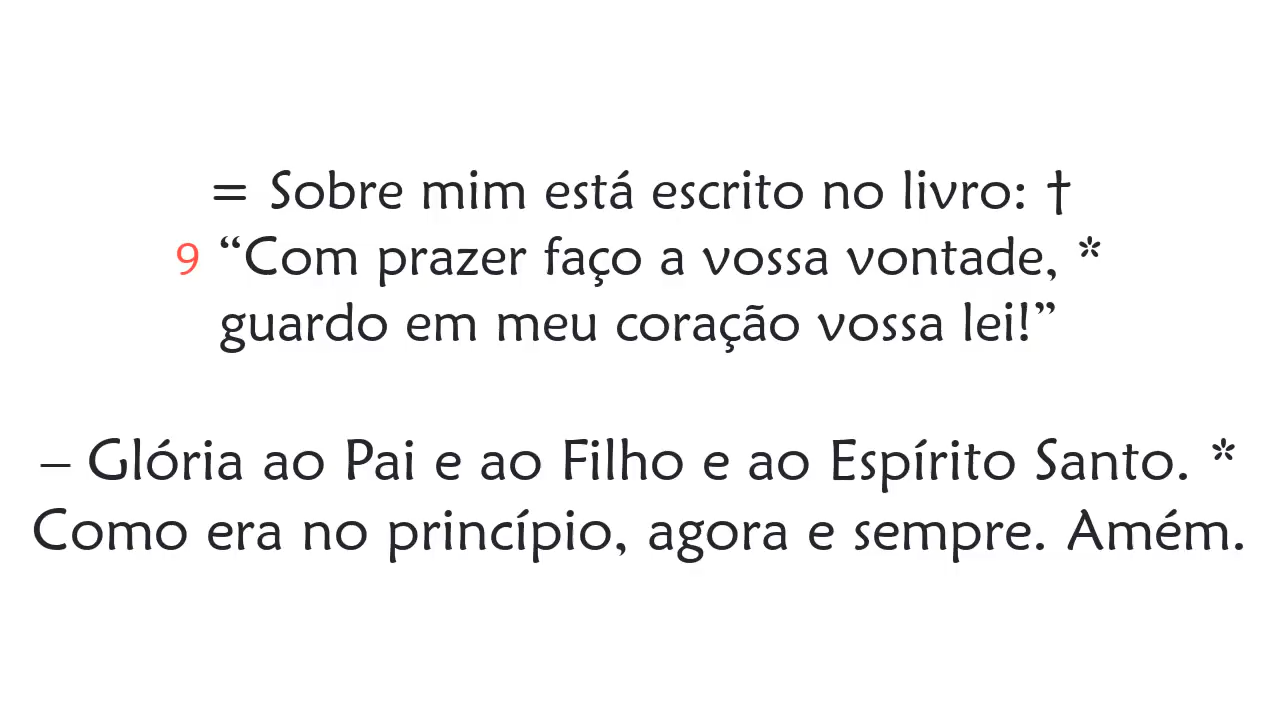 = Sobre mim está escrito no livro: †
9 “Com prazer faço a vossa vontade, *
guardo em meu coração vossa lei!”
– Glória ao Pai e ao Filho e ao Espírito Santo. *
Como era no princípio, agora e sempre. Amém.